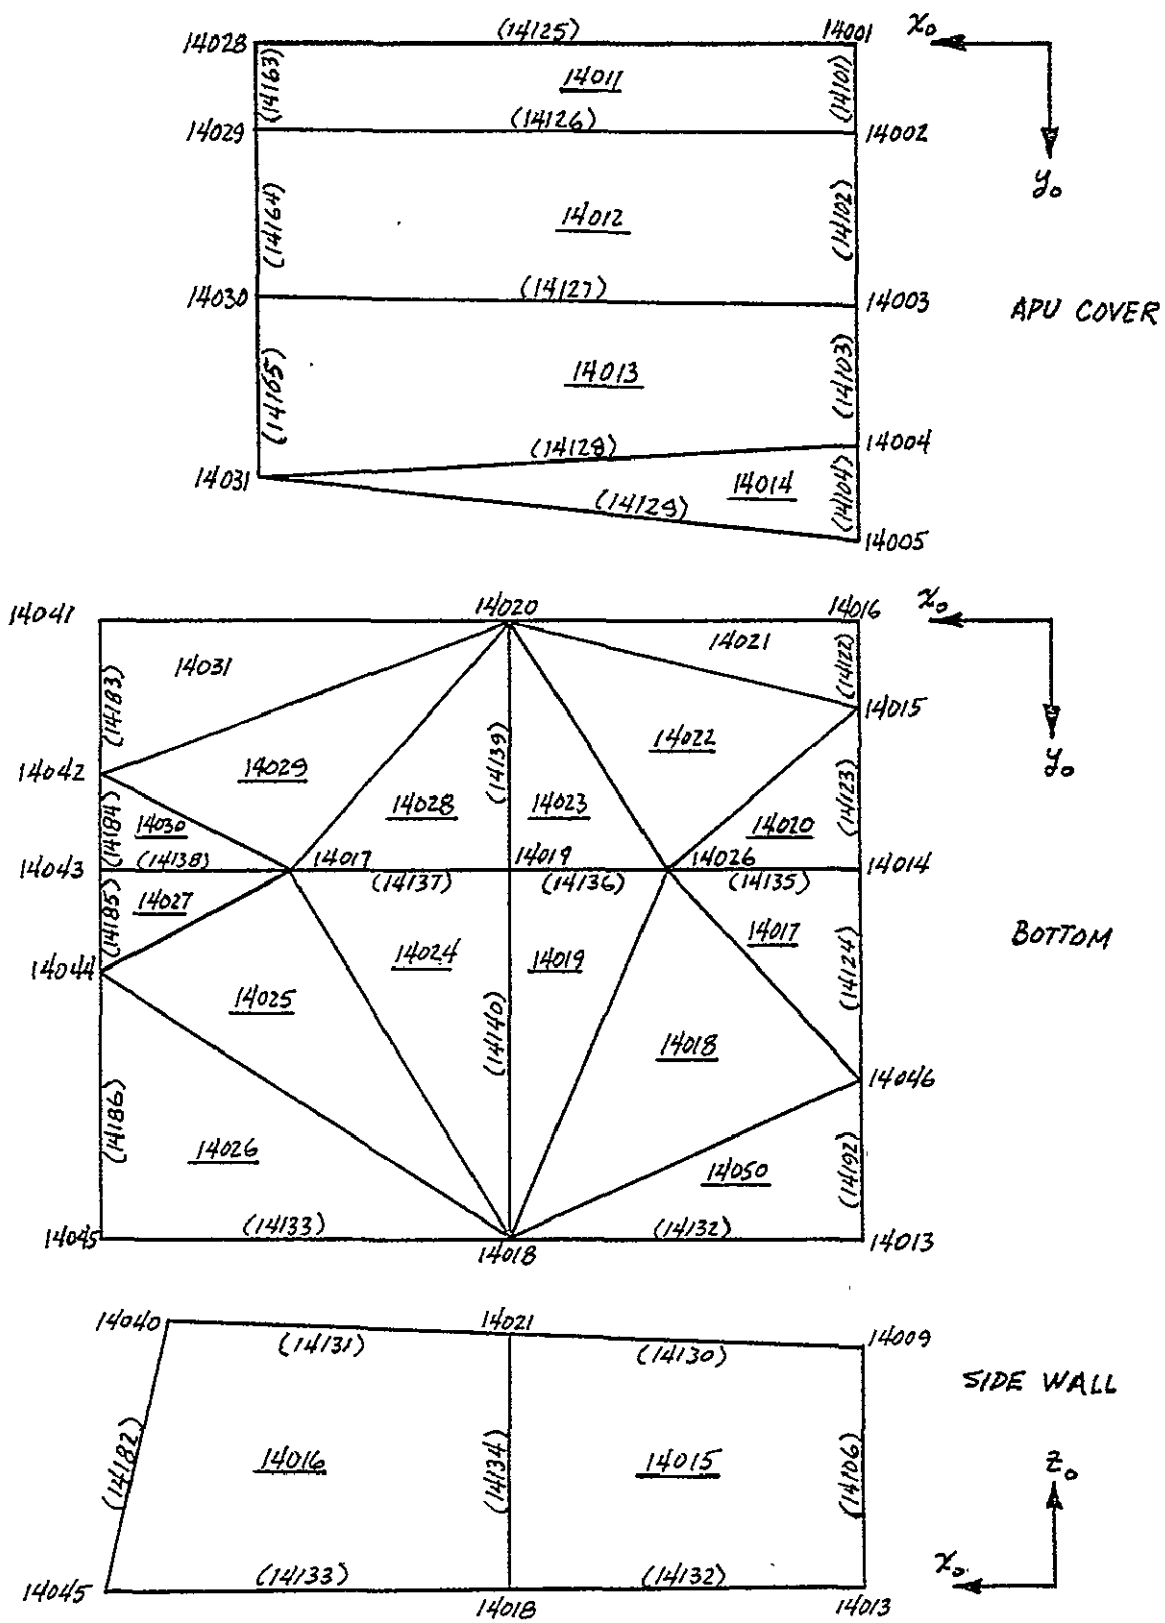 14028 (14125) 14001 x₀
(14163) 14011 (14101)
14029 (14126) 14002
y₀
(14164) 14012 (14102)
14030 (14127) 14003
APU COVER
(14165) 14013 (14103)
(14128) 14004
14031 14014 (14104)
(14129)
14005
14041 14020 14016 x₀
14031 14021 (14122)
(14183) 14015
14042 14029 (14139) 14022 y₀
(14184) 14030 14028 14023 14020 (14123)
14043 (14138) 14017 14019 14026 14014
(14137) (14136) (14135)
(14185) 14027 14017
BOTTOM
14044 14024 14019 (14124)
14025 (14140) 14018
14046
(14186) 14026 14050 (14192)
14045 (14133) 14018 (14132) 14013
14040 14021 14009
(14131) (14130)
SIDE WALL
(14182) 14016 (14134) 14015 (14106) z₀
14045 (14133) 14018 (14132) 14013 x₀